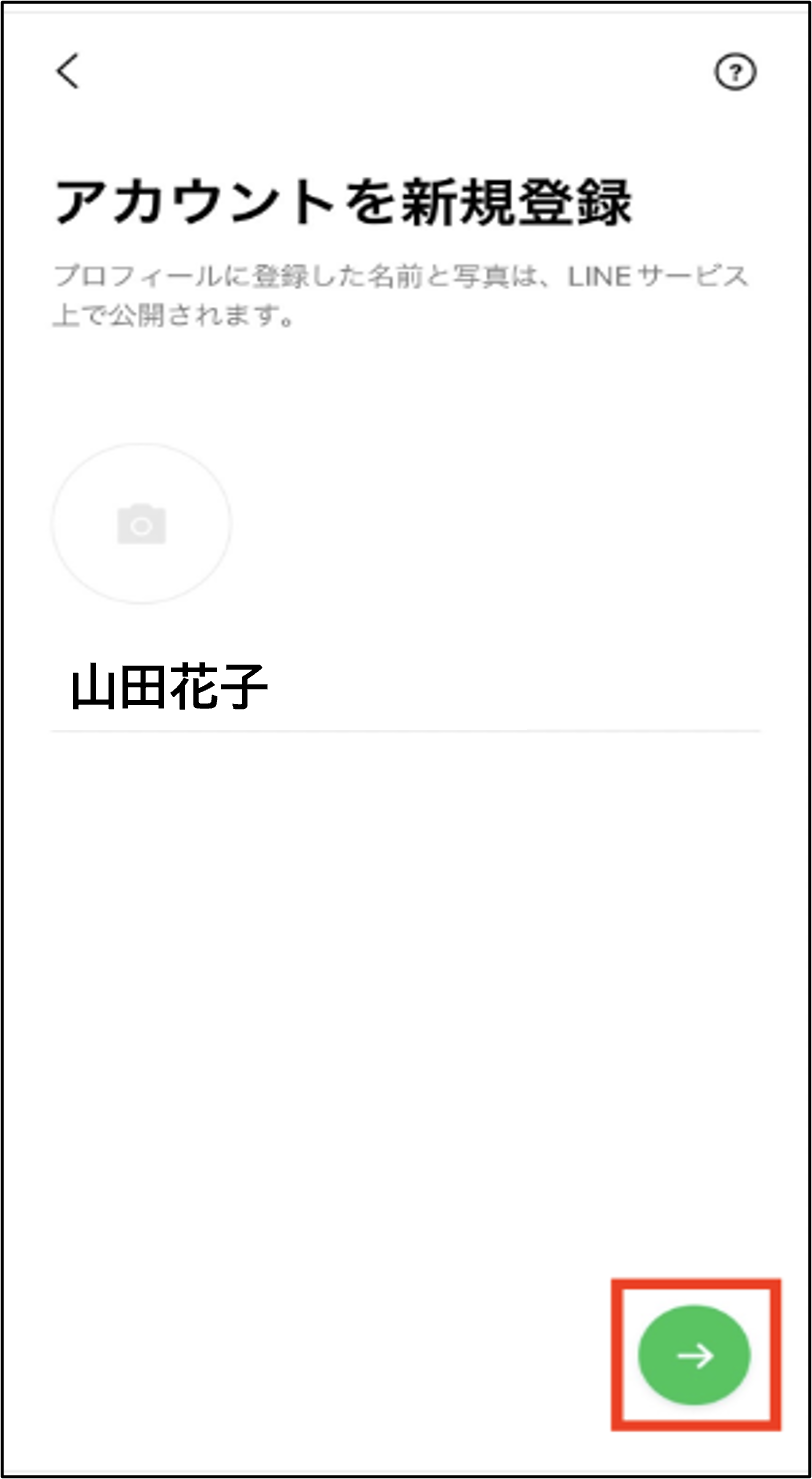 アカウントを新規登録
プロフィールに登録した名前と写真は、LINEサービス
上で公開されます。
山田花子